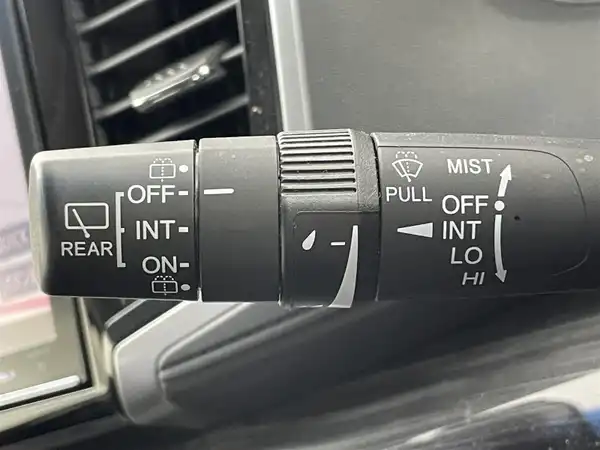 OFF
INT
ON
REAR
PULL
MIST
OFF
INT
LO
HI